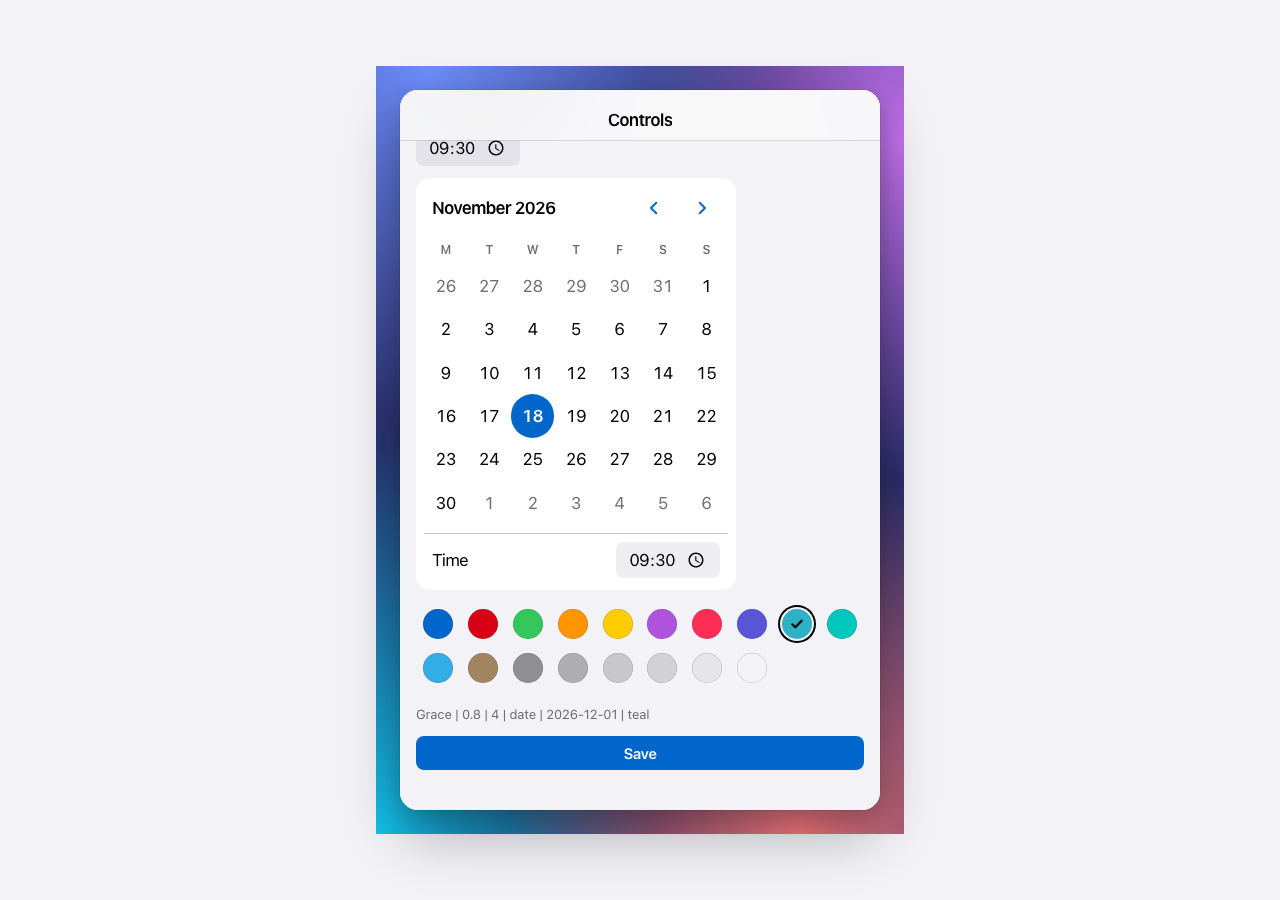 Controls
09:30
November 2026
M T W T F S S
26 27 28 29 30 31 1
2 3 4 5 6 7 8
9 10 11 12 13 14 15
16 17 18 19 20 21 22
23 24 25 26 27 28 29
30 1 2 3 4 5 6
Time 09:30
Grace | 0.8 | 4 | date | 2026-12-01 | teal
Save